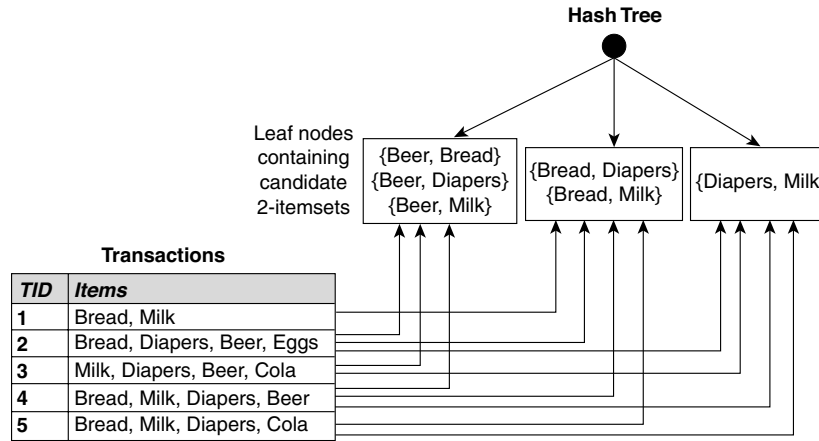 Hash Tree
Leaf nodes
containing
candidate
2-itemsets
{Beer, Bread}
{Beer, Diapers}
{Beer, Milk}
{Bread, Diapers}
{Bread, Milk}
{Diapers, Milk}
Transactions
TID Items
1 Bread, Milk
2 Bread, Diapers, Beer, Eggs
3 Milk, Diapers, Beer, Cola
4 Bread, Milk, Diapers, Beer
5 Bread, Milk, Diapers, Cola